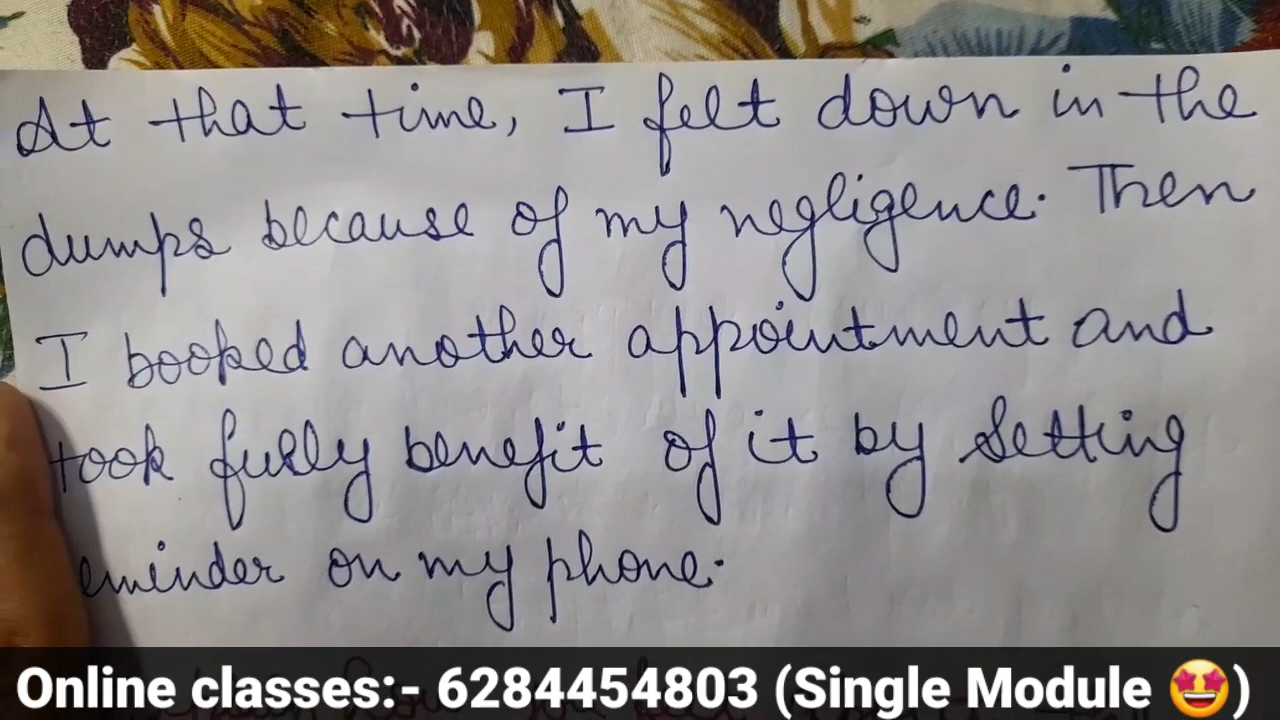 At that time, I felt down in the
dumps because of my negligence. Then
I booked another appointment and
took fully benefit of it by setting
eminder on my phone.
Online classes:- 6284454803 (Single Module 🤩)